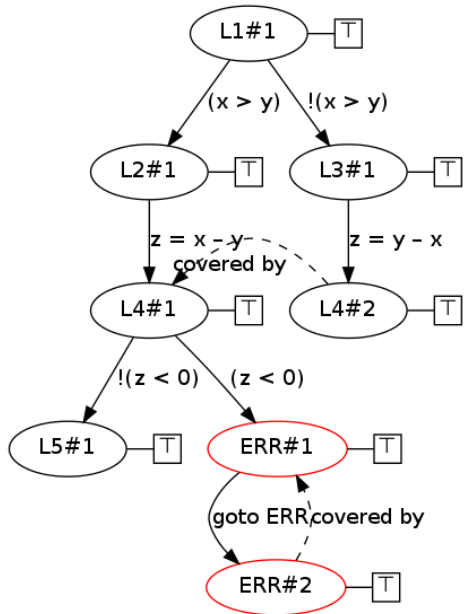 L1#1 ⊤
(x > y) !(x > y)
L2#1 ⊤ L3#1 ⊤
z = x – y z = y – x
covered by
L4#1 ⊤ L4#2 ⊤
!(z < 0) (z < 0)
L5#1 ⊤ ERR#1 ⊤
goto ERR covered by
ERR#2 ⊤